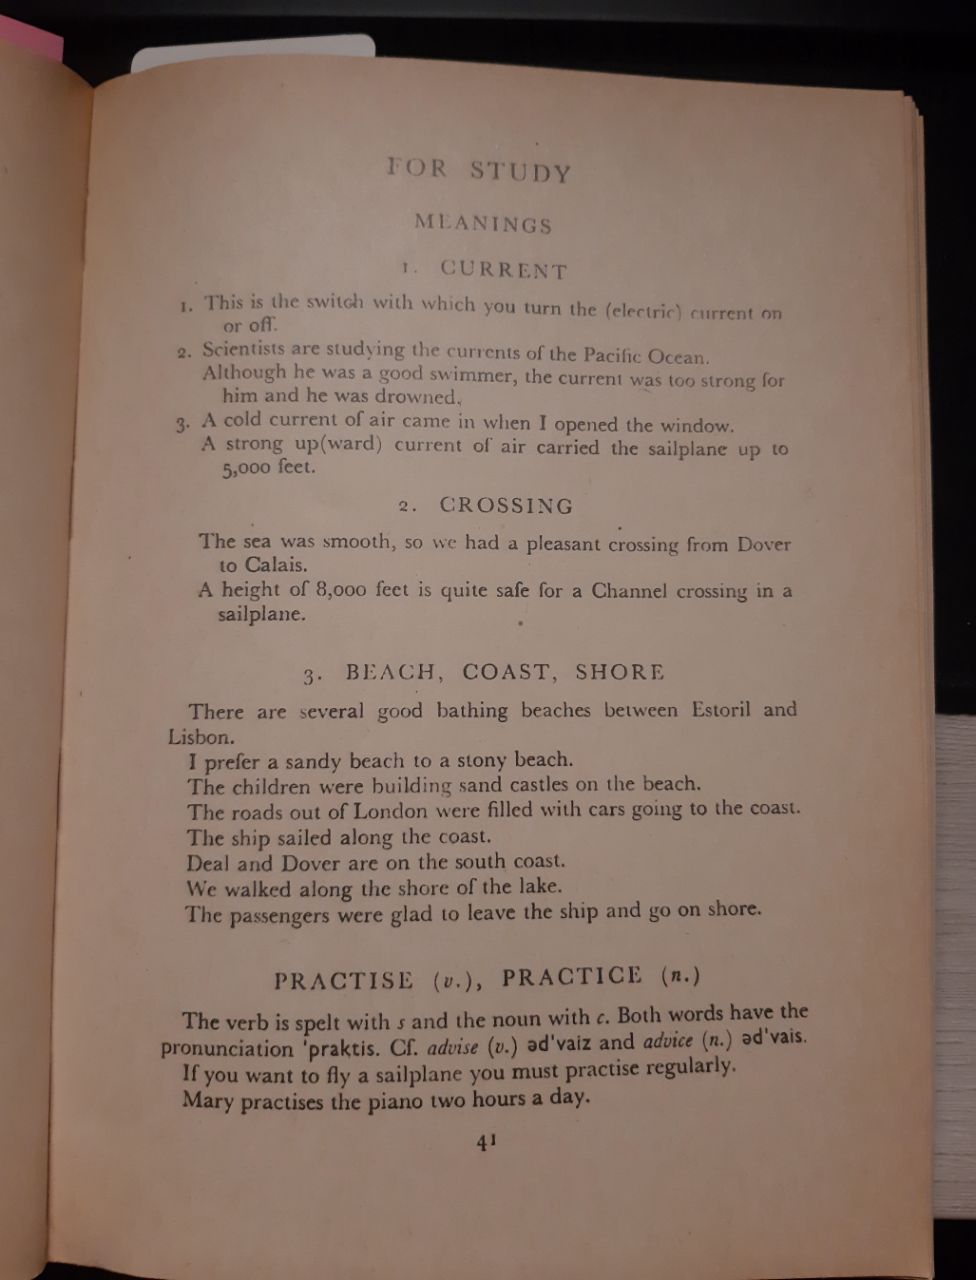 FOR STUDY
MEANINGS
1. CURRENT
1. This is the switch with which you turn the (electric) current on
or off.
2. Scientists are studying the currents of the Pacific Ocean.
Although he was a good swimmer, the current was too strong for
him and he was drowned.
3. A cold current of air came in when I opened the window.
A strong up(ward) current of air carried the sailplane up to
5,000 feet.
2. CROSSING
The sea was smooth, so we had a pleasant crossing from Dover
to Calais.
A height of 8,000 feet is quite safe for a Channel crossing in a
sailplane.
3. BEACH, COAST, SHORE
There are several good bathing beaches between Estoril and
Lisbon.
I prefer a sandy beach to a stony beach.
The children were building sand castles on the beach.
The roads out of London were filled with cars going to the coast.
The ship sailed along the coast.
Deal and Dover are on the south coast.
We walked along the shore of the lake.
The passengers were glad to leave the ship and go on shore.
PRACTISE (v.), PRACTICE (n.)
The verb is spelt with s and the noun with c. Both words have the
pronunciation ˈpraktis. Cf. advise (v.) ədˈvaiz and advice (n.) ədˈvais.
If you want to fly a sailplane you must practise regularly.
Mary practises the piano two hours a day.
41